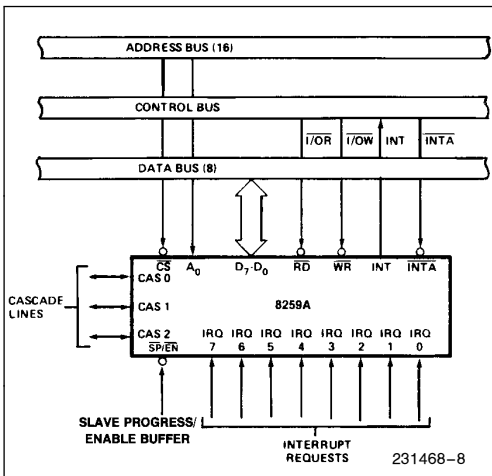 ADDRESS BUS (16)
CONTROL BUS
I/OR I/OW INT INTA
DATA BUS (8)
CS A0 D7-D0 RD WR INT INTA
CASCADE
LINES
CAS 0
CAS 1
CAS 2
8259A
SP/EN
IRQ IRQ IRQ IRQ IRQ IRQ IRQ IRQ
7 6 5 4 3 2 1 0
SLAVE PROGRESS/
ENABLE BUFFER
INTERRUPT
REQUESTS
231468–8